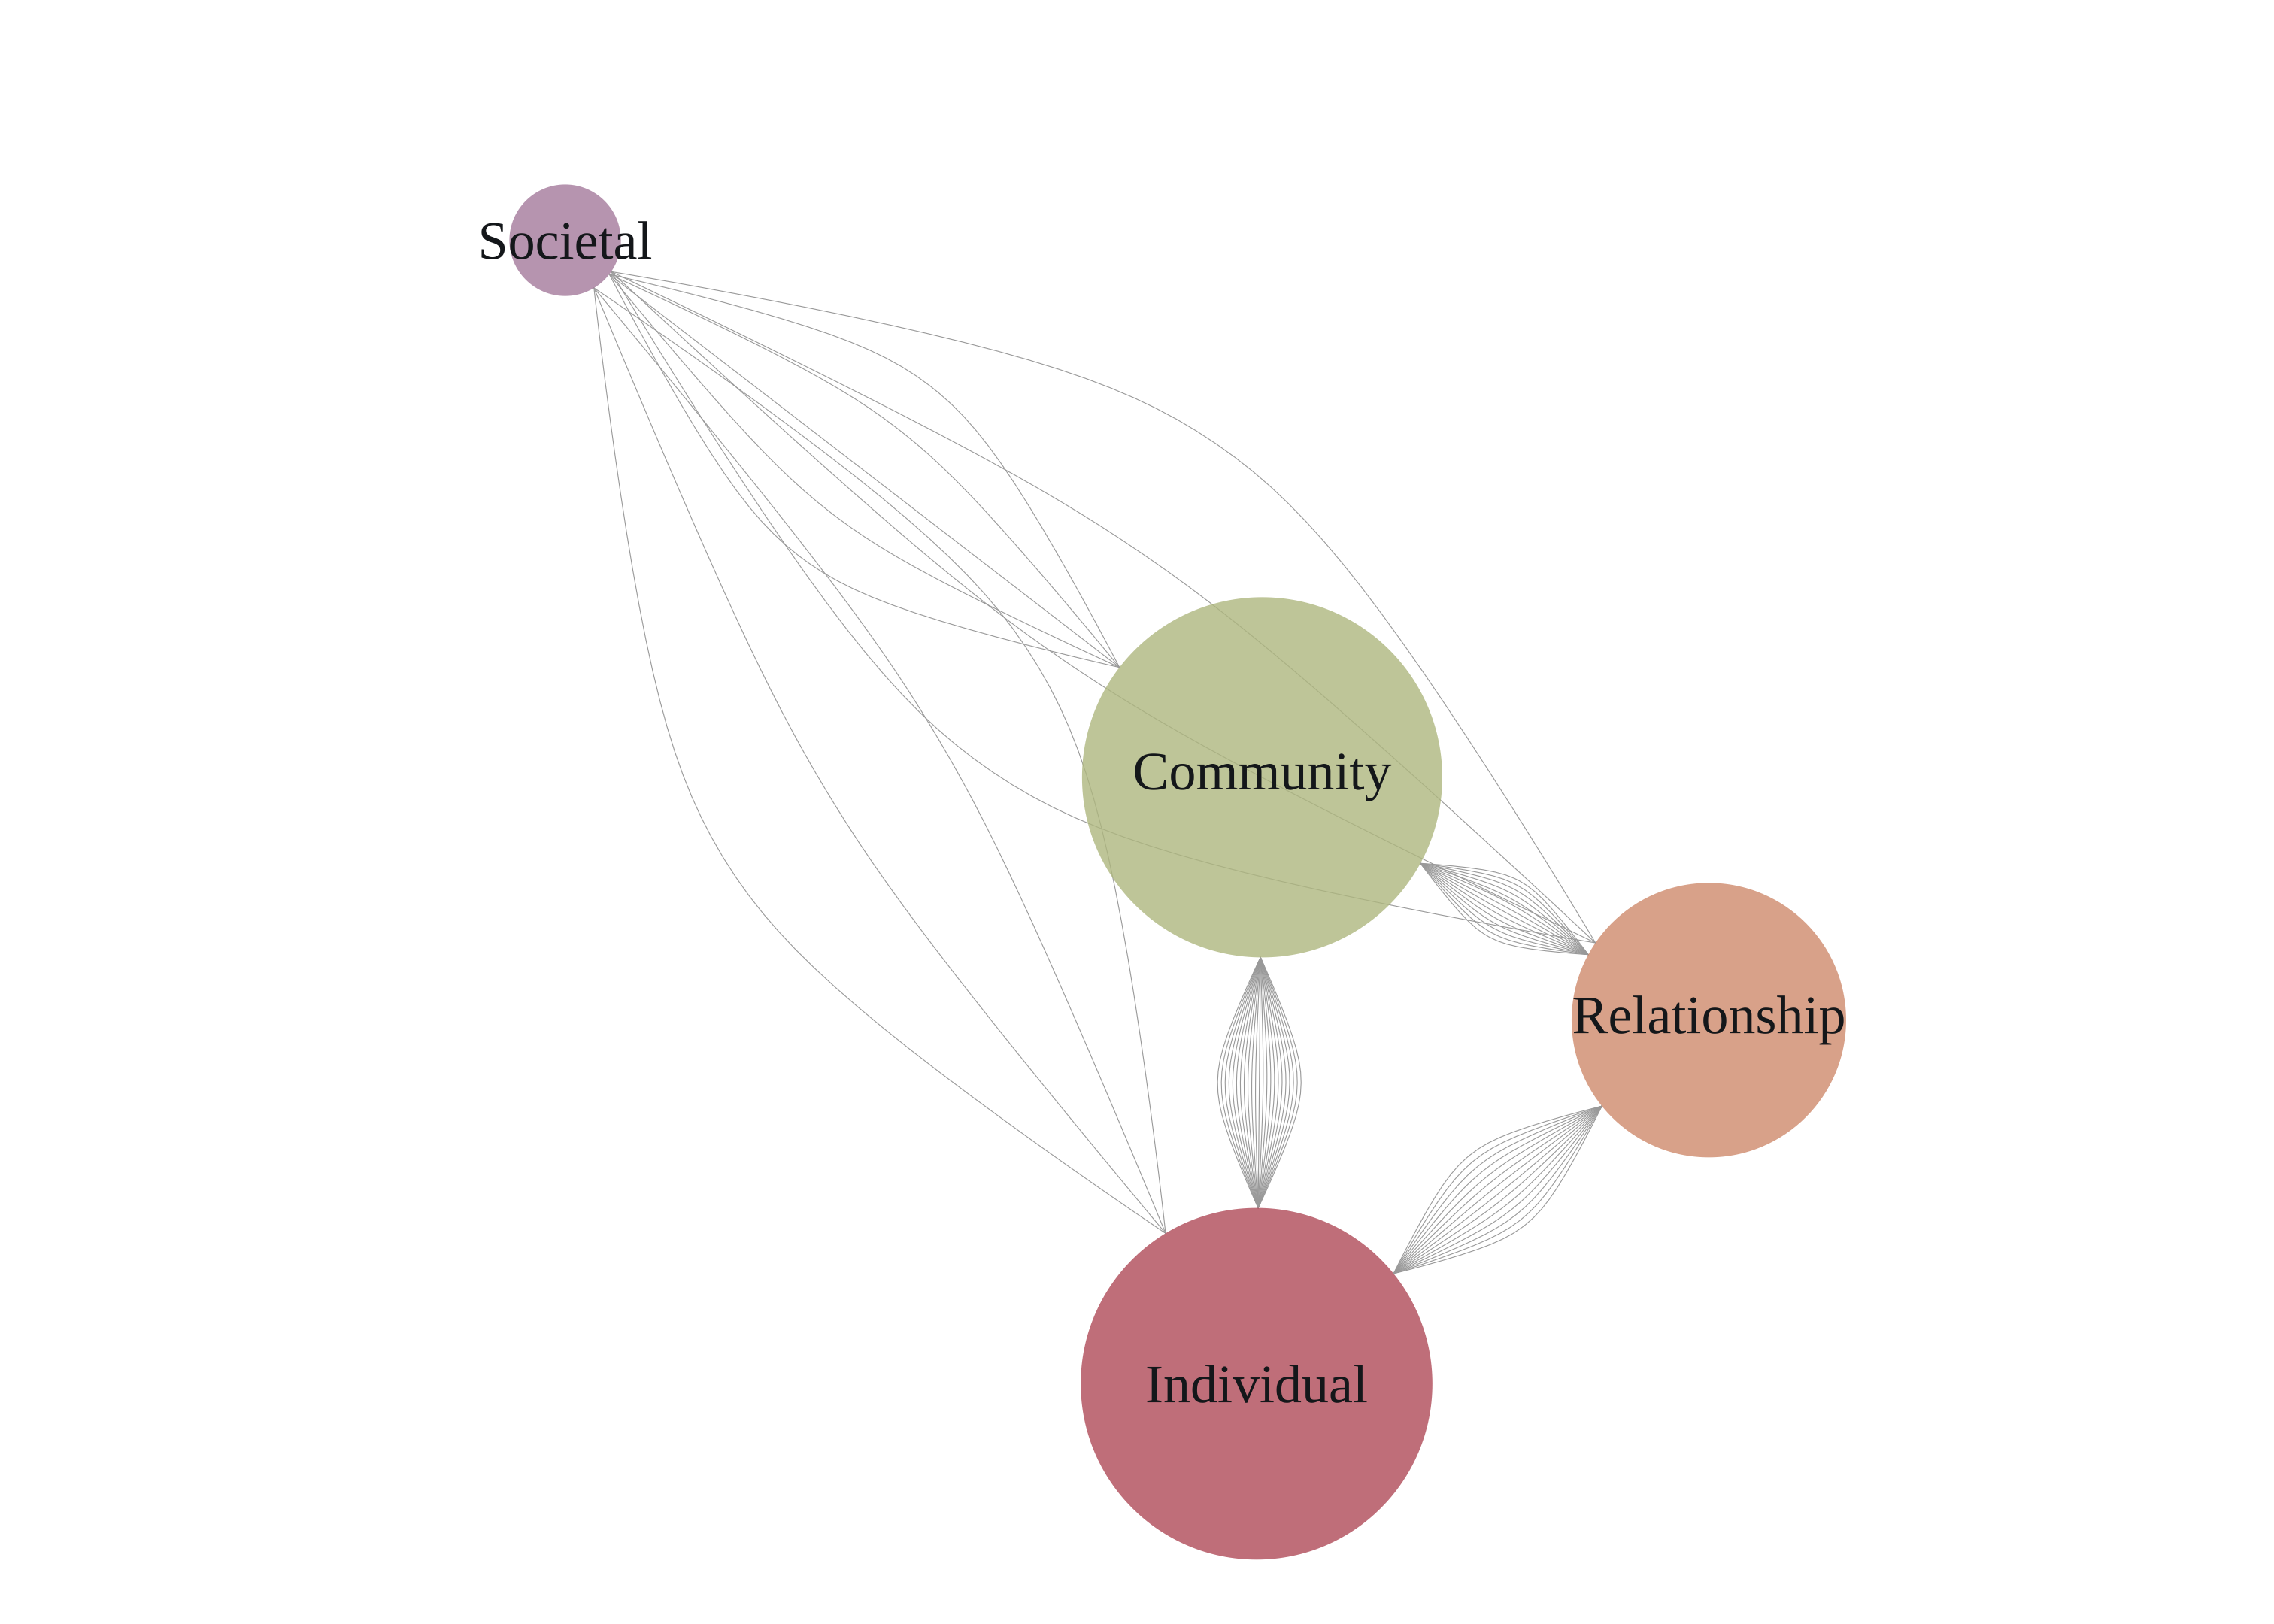 Societal
Community
Relationship
Individual